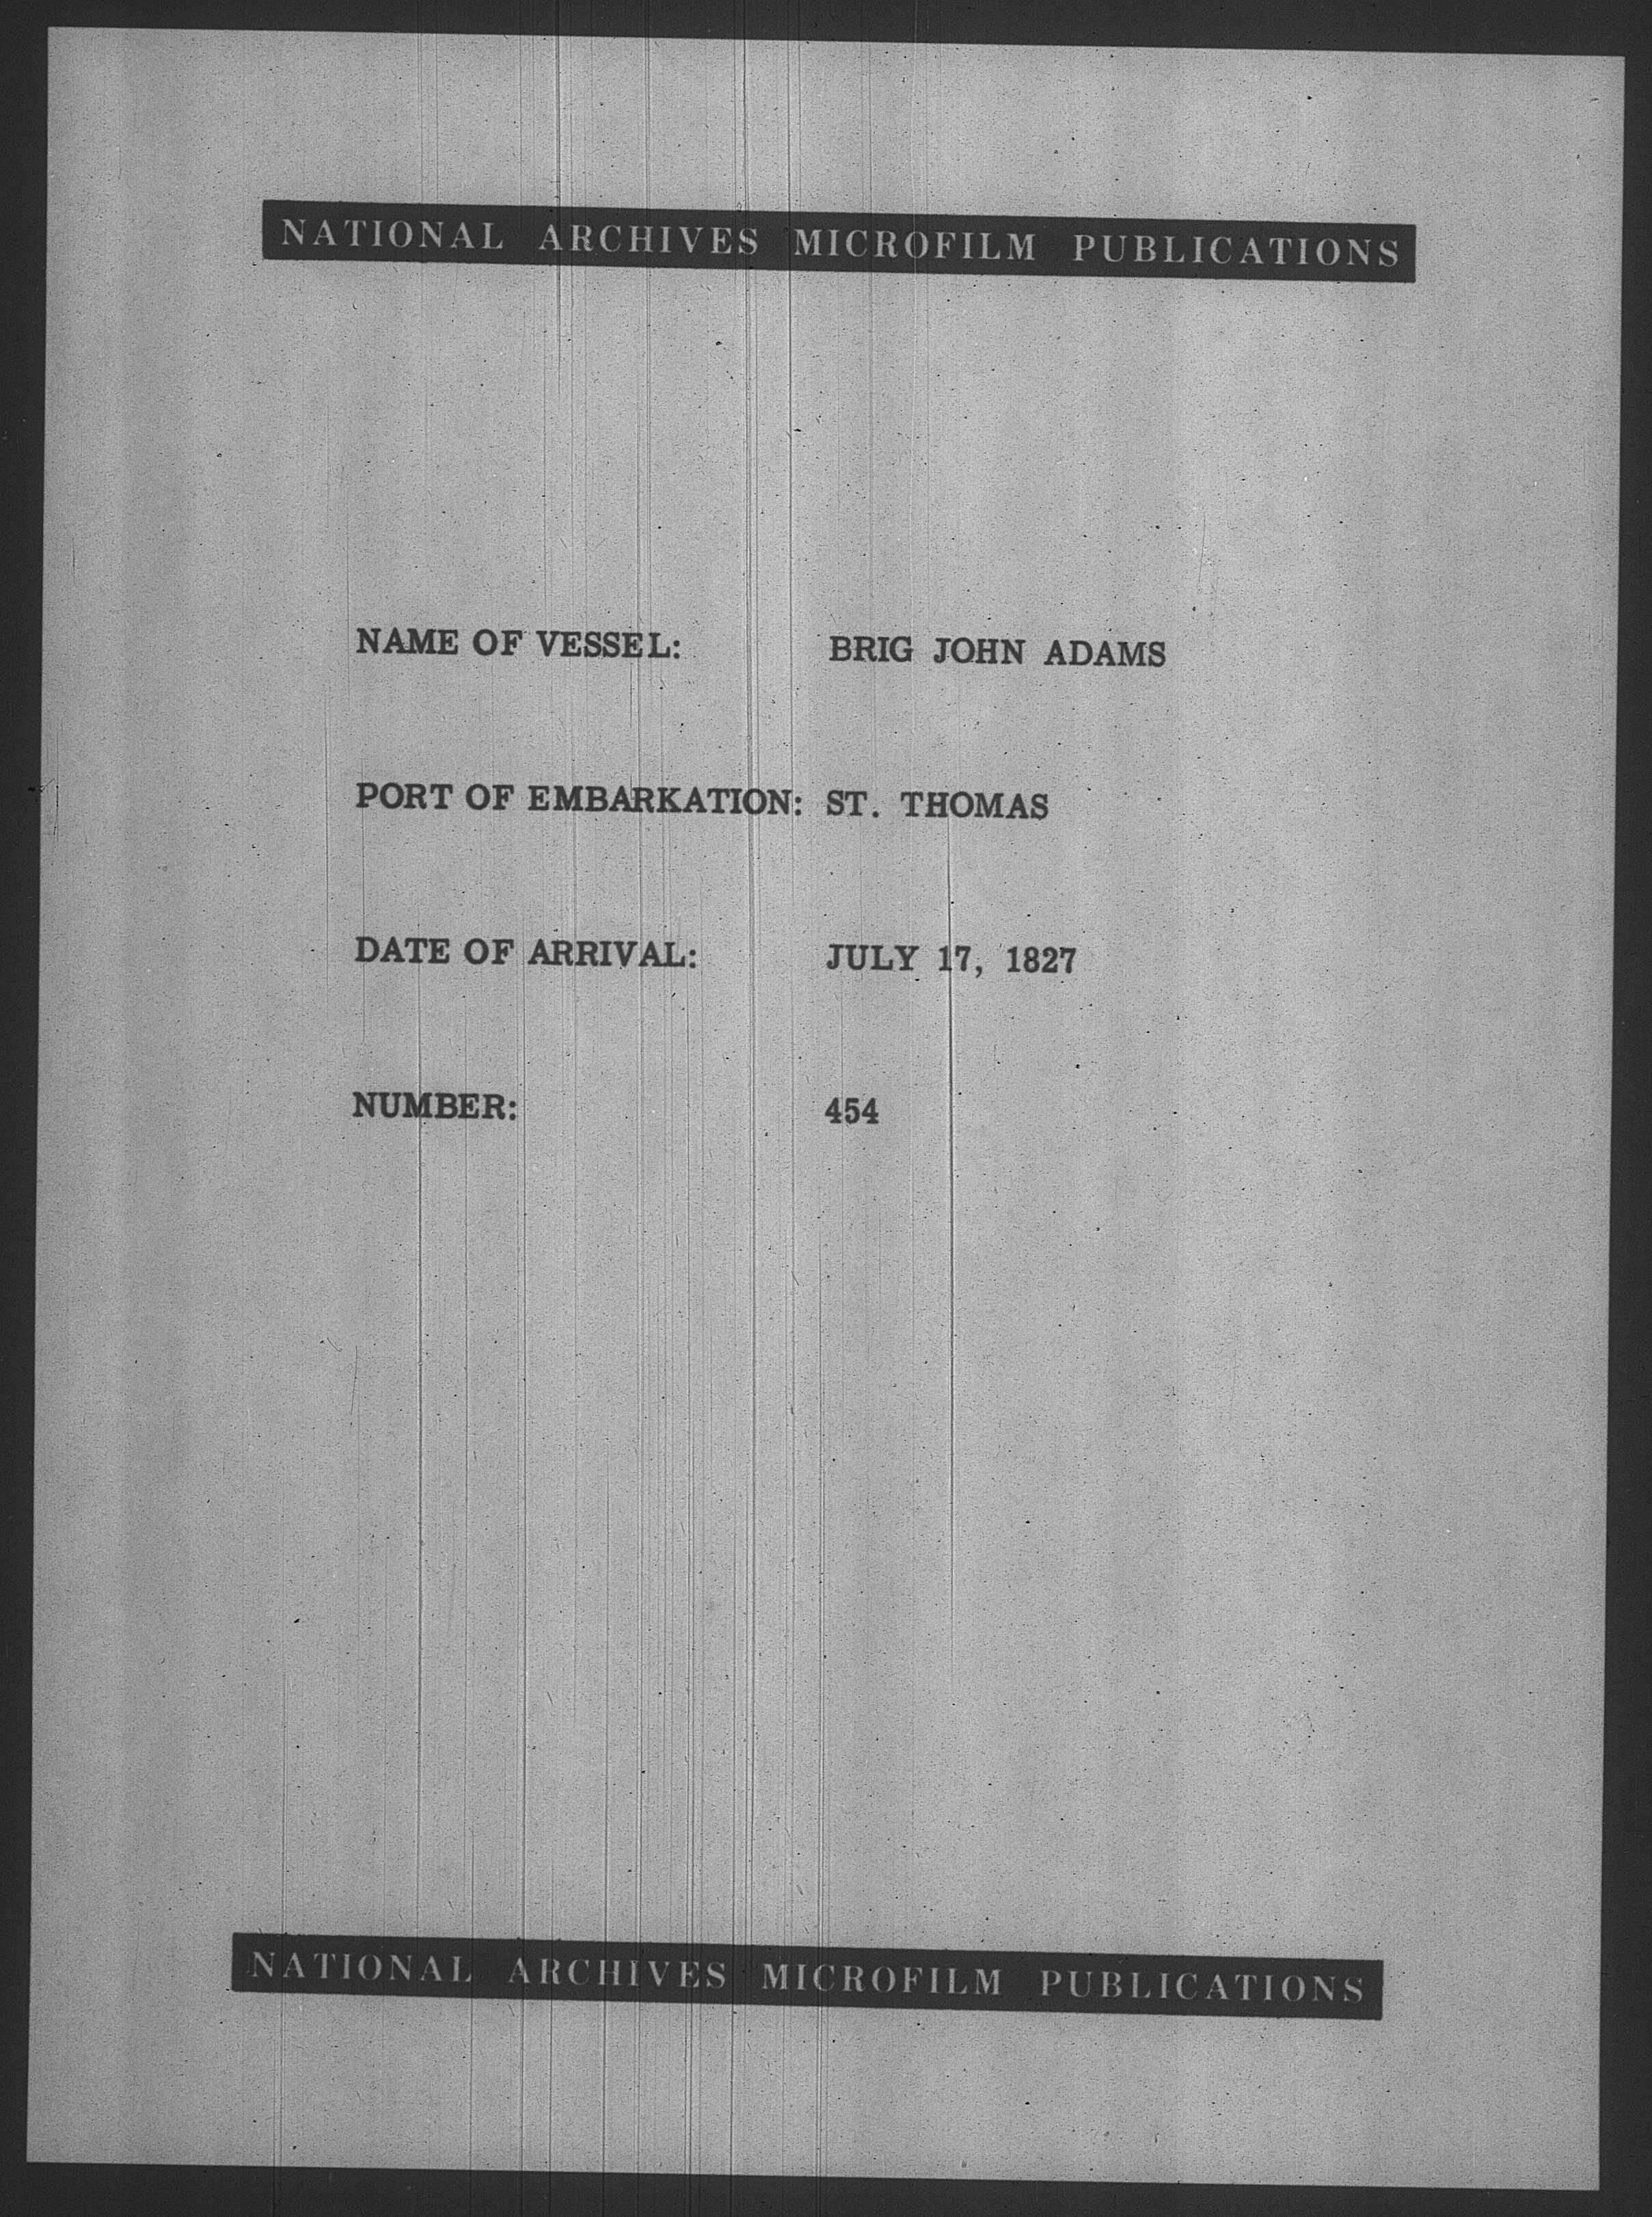 NATIONAL ARCHIVES MICROFILM PUBLICATIONS
NAME OF VESSEL: BRIG JOHN ADAMS
PORT OF EMBARKATION: ST. THOMAS
DATE OF ARRIVAL: JULY 17, 1827
NUMBER: 454
NATIONAL ARCHIVES MICROFILM PUBLICATIONS